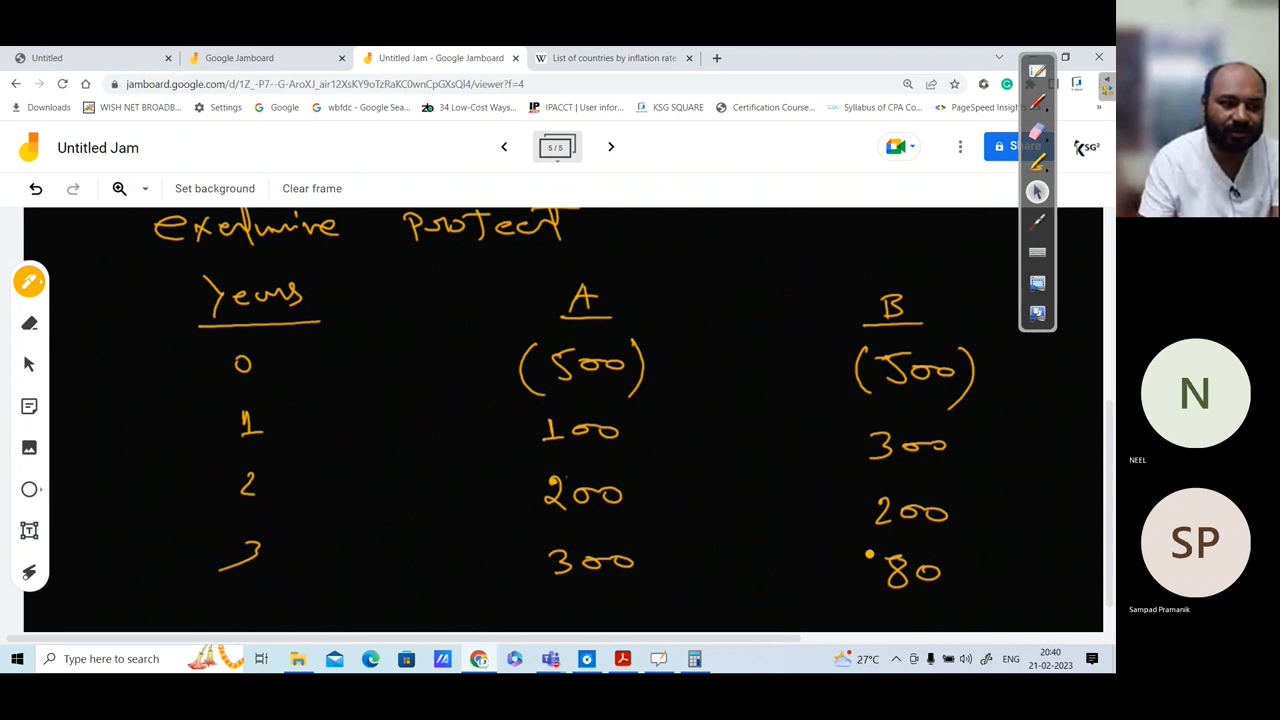 Untitled
Google Jamboard
Untitled Jam - Google Jamboard
List of countries by inflation rate
jamboard.google.com/d/1Z_-P7--G-AroXJ_air12XsKY9oTzRaKC0wnCpGXsQl4/viewer?f=4
Downloads WISH NET BROADB... Settings Google wbfdc - Google Sea... 34 Low-Cost Ways... IPACCT | User infor... KSG SQUARE Certification Course... Syllabus of CPA Co... PageSpeed Insights
Untitled Jam
5 / 5
Share
KSG²
Set background Clear frame
Project
Years A B
0 (500) (500)
1 100 300
2 200 200
3 300 80
N
NEEL
SP
Sampad Pramanik
Type here to search
27°C
ENG
20:40
21-02-2023